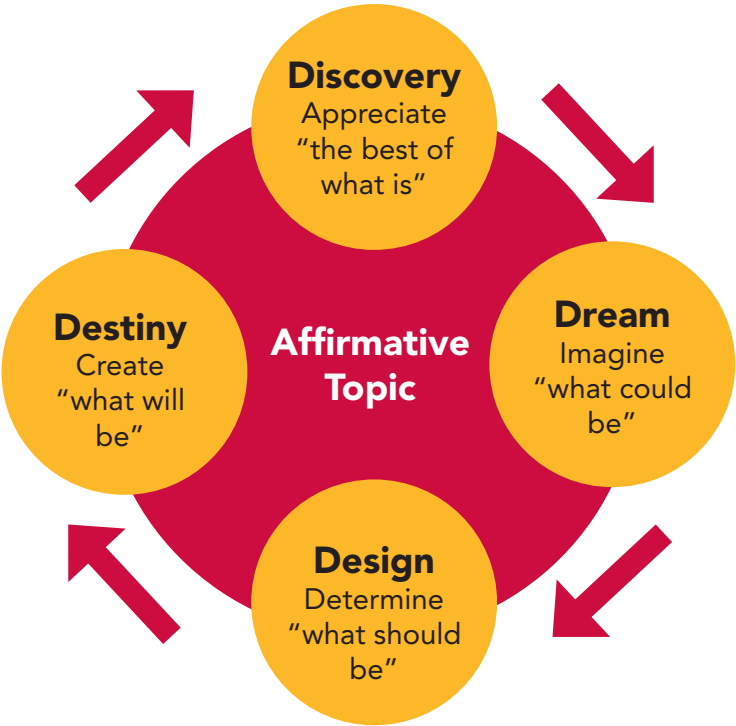 Discovery
Appreciate
“the best of
what is”
Dream
Imagine
“what could
be”
Affirmative
Topic
Destiny
Create
“what will
be”
Design
Determine
“what should
be”